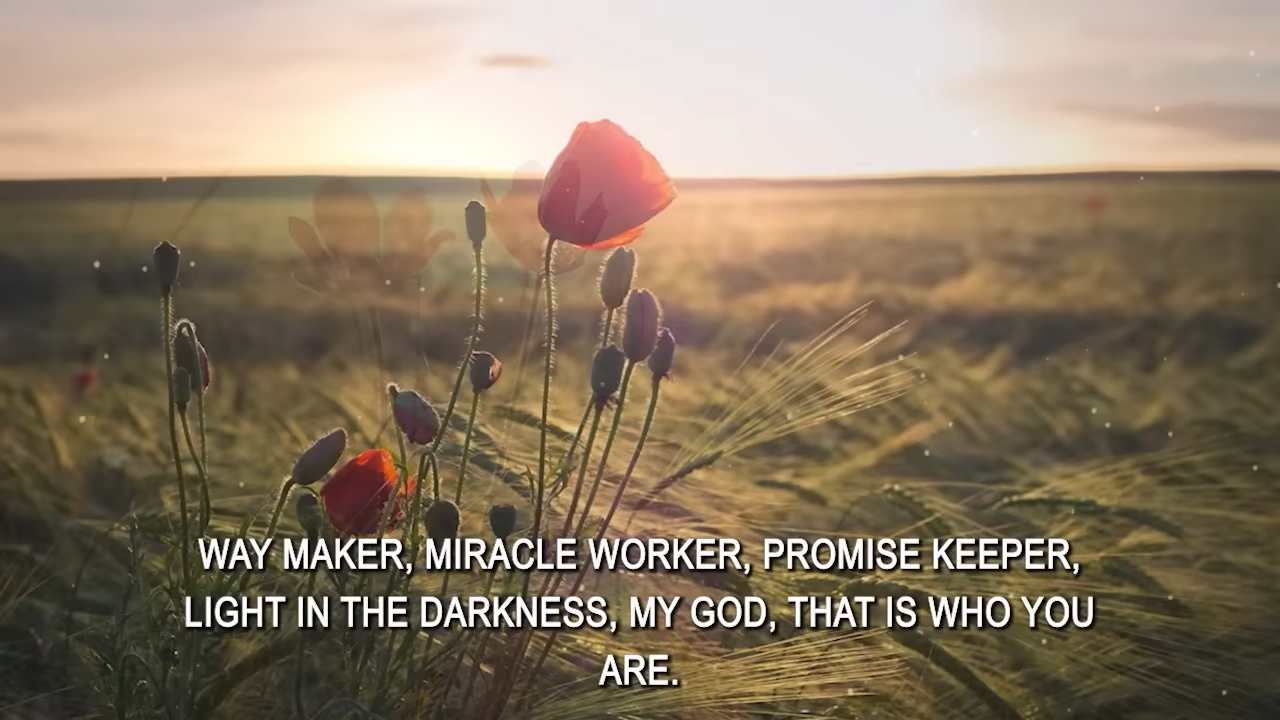 WAY MAKER, MIRACLE WORKER, PROMISE KEEPER,
LIGHT IN THE DARKNESS, MY GOD, THAT IS WHO YOU
ARE.